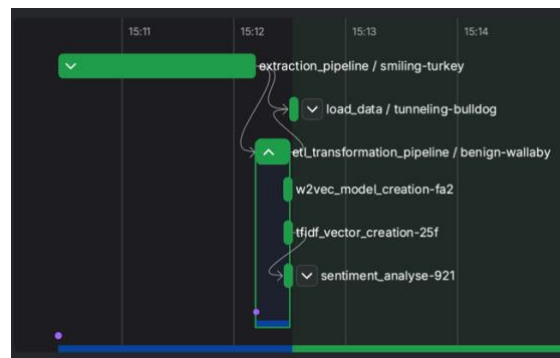 15:11 15:12 15:13 15:14
extraction_pipeline / smiling-turkey
load_data / tunneling-bulldog
etl_transformation_pipeline / benign-wallaby
w2vec_model_creation-fa2
tfidf_vector_creation-25f
sentiment_analyse-921